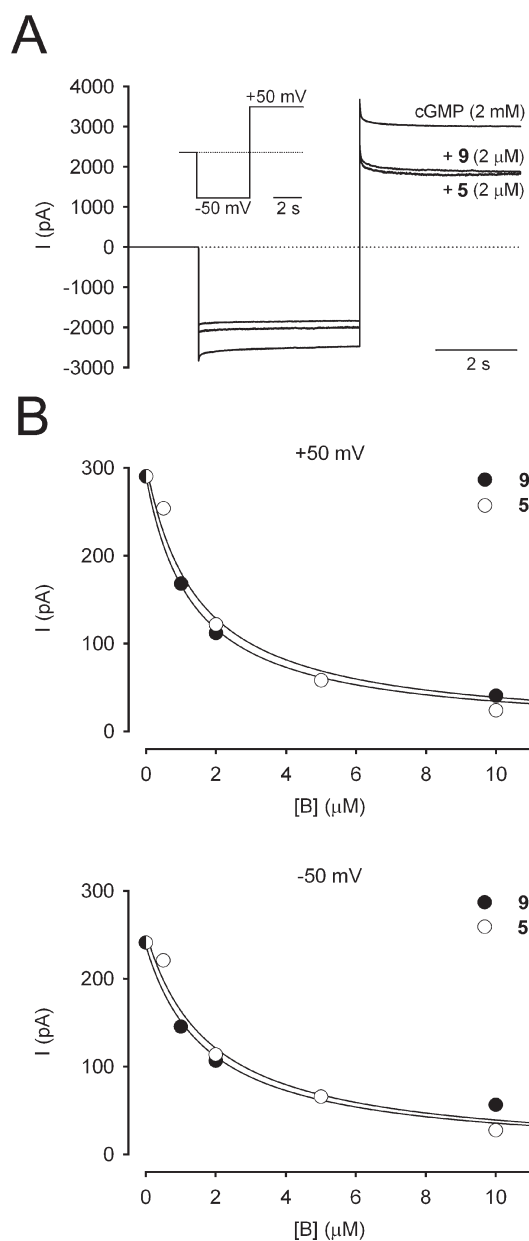 A
4000
3000
2000
1000
0
-1000
-2000
-3000
I (pA)
+50 mV
-50 mV
2 s
cGMP (2 mM)
+ 9 (2 μM)
+ 5 (2 μM)
2 s
B
+50 mV
9
5
300
200
100
0
I (pA)
0 2 4 6 8 10
[B] (μM)
-50 mV
9
5
300
200
100
0
I (pA)
0 2 4 6 8 10
[B] (μM)